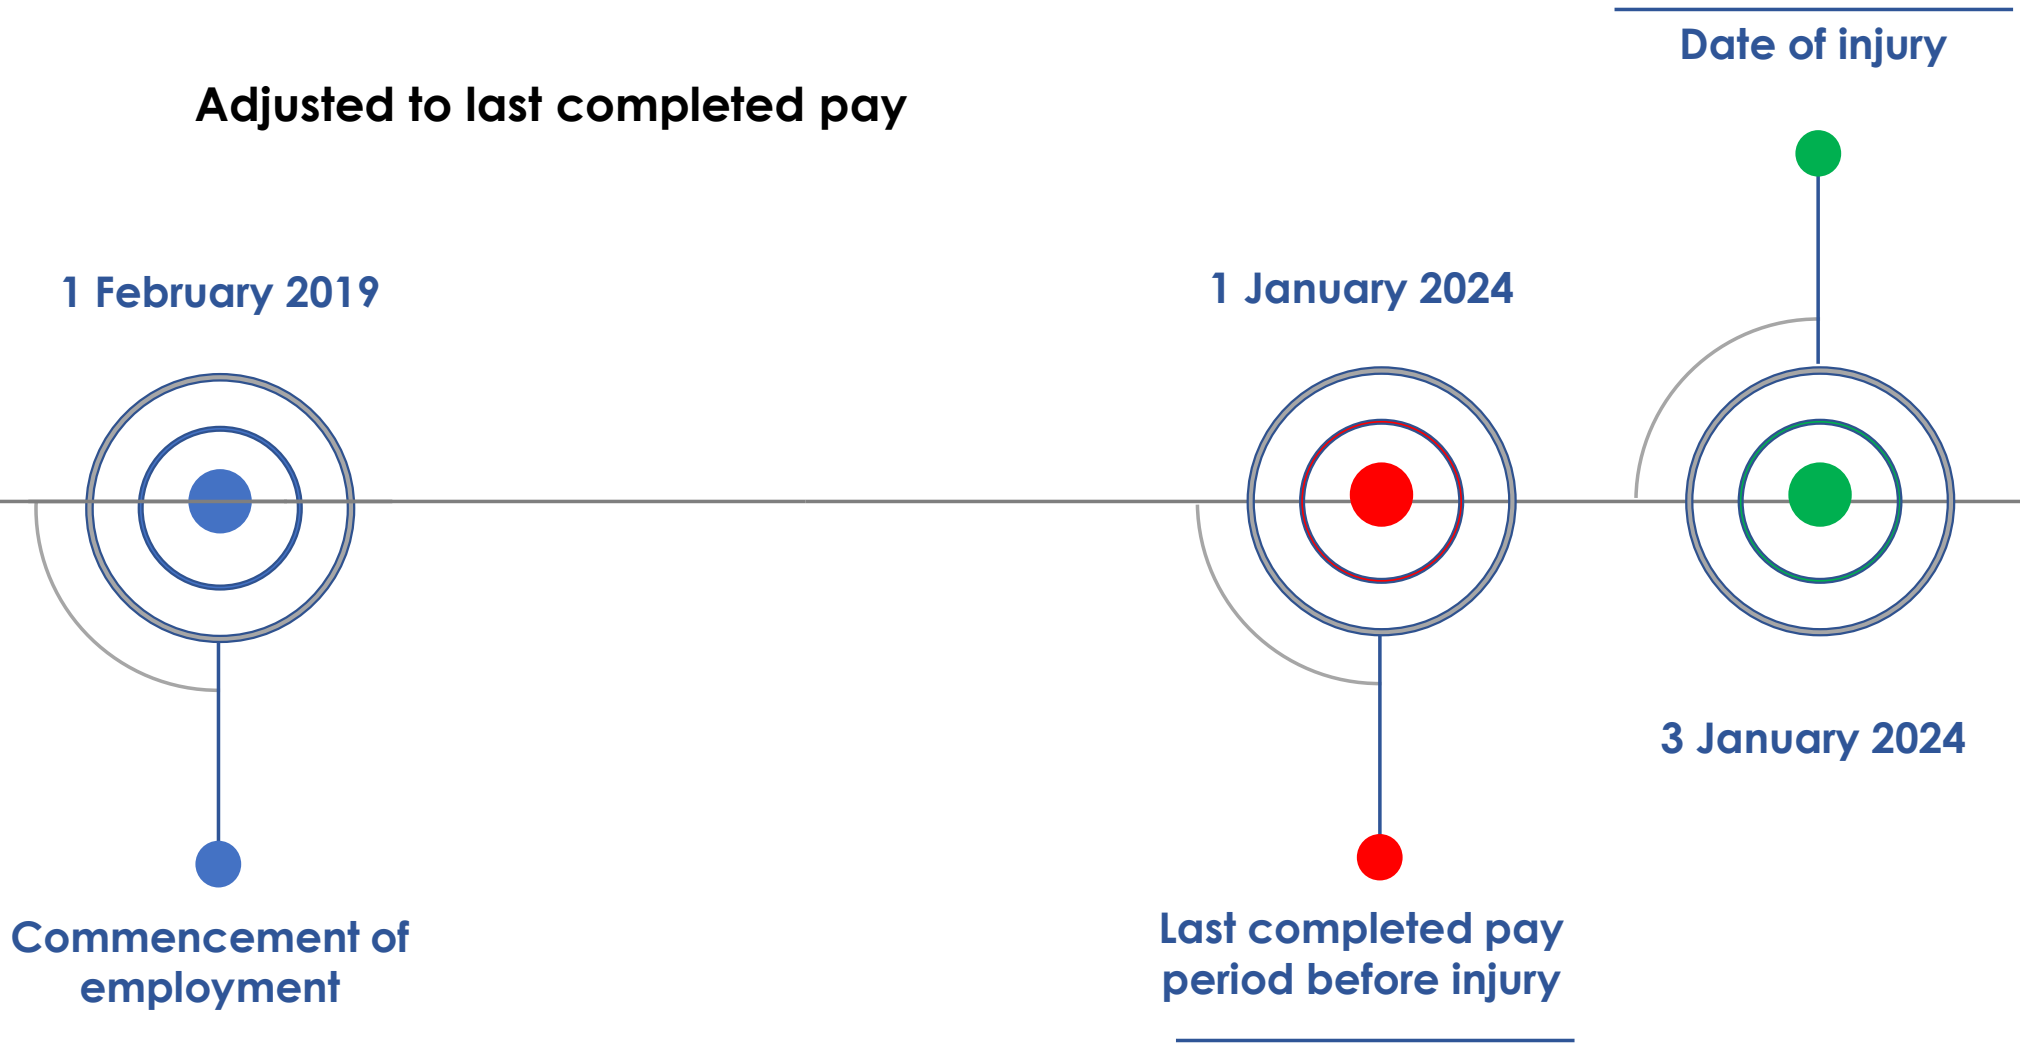 Date of injury
Adjusted to last completed pay
1 February 2019
1 January 2024
3 January 2024
Commencement of
employment
Last completed pay
period before injury